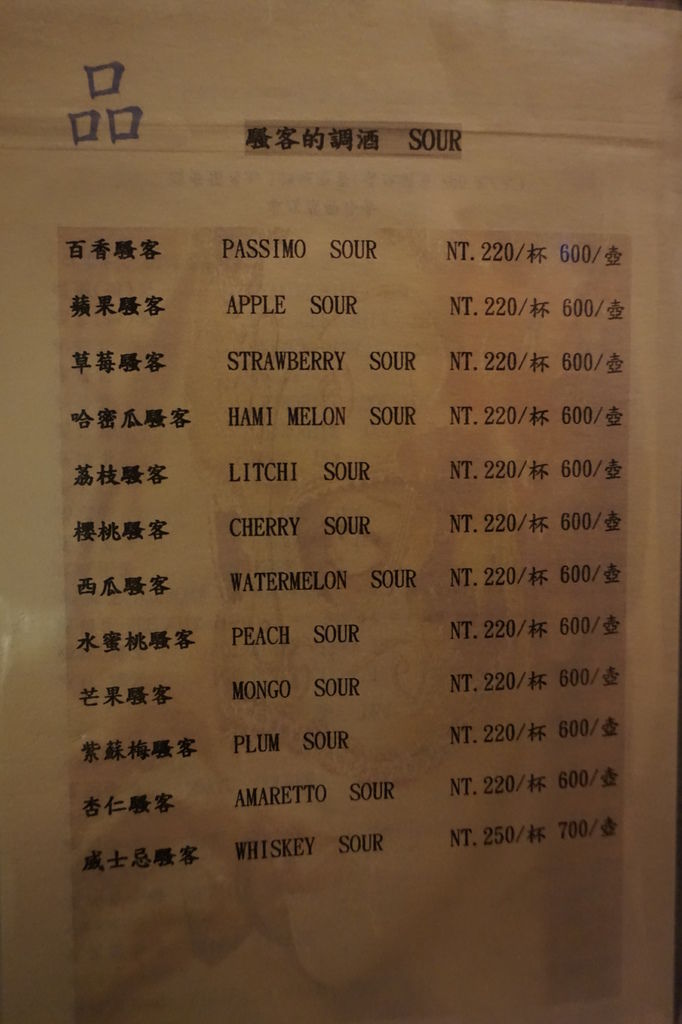 品
騷客的調酒 SOUR
百香騷客 PASSIMO SOUR NT.220/杯 600/壺
蘋果騷客 APPLE SOUR NT.220/杯 600/壺
草莓騷客 STRAWBERRY SOUR NT.220/杯 600/壺
哈密瓜騷客 HAMI MELON SOUR NT.220/杯 600/壺
荔枝騷客 LITCHI SOUR NT.220/杯 600/壺
櫻桃騷客 CHERRY SOUR NT.220/杯 600/壺
西瓜騷客 WATERMELON SOUR NT.220/杯 600/壺
水蜜桃騷客 PEACH SOUR NT.220/杯 600/壺
芒果騷客 MONGO SOUR NT.220/杯 600/壺
紫蘇梅騷客 PLUM SOUR NT.220/杯 600/壺
杏仁騷客 AMARETTO SOUR NT.220/杯 600/壺
威士忌騷客 WHISKEY SOUR NT.250/杯 700/壺